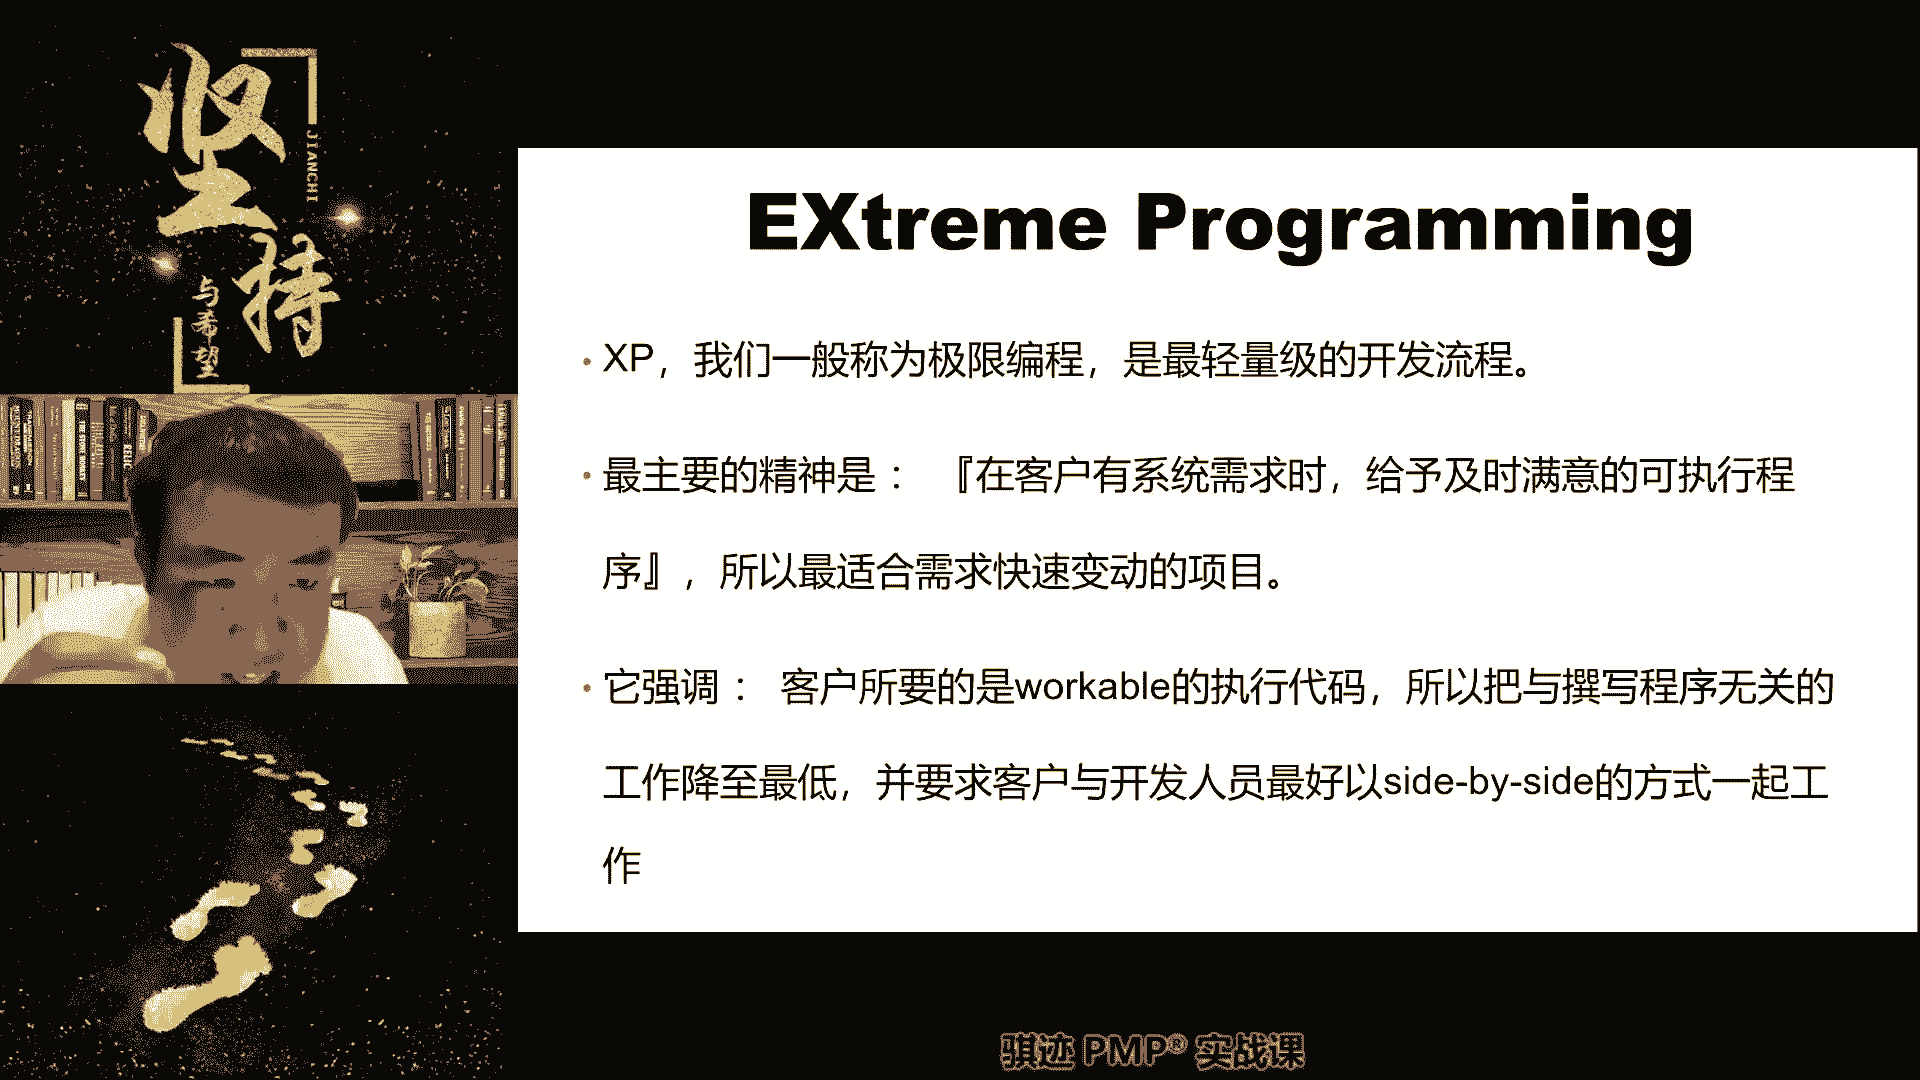 坚持
JIANCHI
与希望
EXtreme Programming
• XP，我们一般称为极限编程，是最轻量级的开发流程。
• 最主要的精神是： 『在客户有系统需求时，给予及时满意的可执行程
序』，所以最适合需求快速变动的项目。
• 它强调： 客户所要的是workable的执行代码，所以把与撰写程序无关的
工作降至最低，并要求客户与开发人员最好以side-by-side的方式一起工
作
骐迹 PMP® 实战课